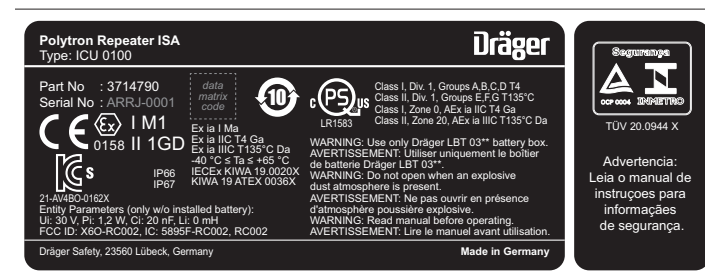 Polytron Repeater ISA
Type: ICU 0100
Dräger
Part No : 3714790
Serial No : ARRJ-0001
data
matrix
code
10
c PS us
LR1583
Class I, Div. 1, Groups A,B,C,D T4
Class II, Div. 1, Groups E,F,G T135°C
Class I, Zone 0, AEx ia IIC T4 Ga
Class II, Zone 20, AEx ia IIIC T135°C Da
CE 0158 Ex I M1
II 1GD
Ex ia I Ma
Ex ia IIC T4 Ga
Ex ia IIIC T135°C Da
-40 °C ≤ Ta ≤ +65 °C
IECEx KIWA 19.0020X
KIWA 19 ATEX 0036X
s
IP66
IP67
21-AV4BO-0162X
Entity Parameters (only w/o installed battery):
Ui: 30 V, Pi: 1,2 W, Ci: 20 nF, Li: 0 mH
FCC ID: X6O-RC002, IC: 5895F-RC002, RC002
WARNING: Use only Dräger LBT 03** battery box.
AVERTISSEMENT: Utiliser uniquement le boîtier
de batterie Dräger LBT 03**.
WARNING: Do not open when an explosive
dust atmosphere is present.
AVERTISSEMENT: Ne pas ouvrir en présence
d'atmosphère poussière explosive.
WARNING: Read manual before operating.
AVERTISSEMENT: Lire le manuel avant utilisation.
Dräger Safety, 23560 Lübeck, Germany
Made in Germany
Segurança
OCP 0004 INMETRO
TÜV 20.0944 X
Advertencia:
Leia o manual de
instruçoes para
informaçães
de segurança.